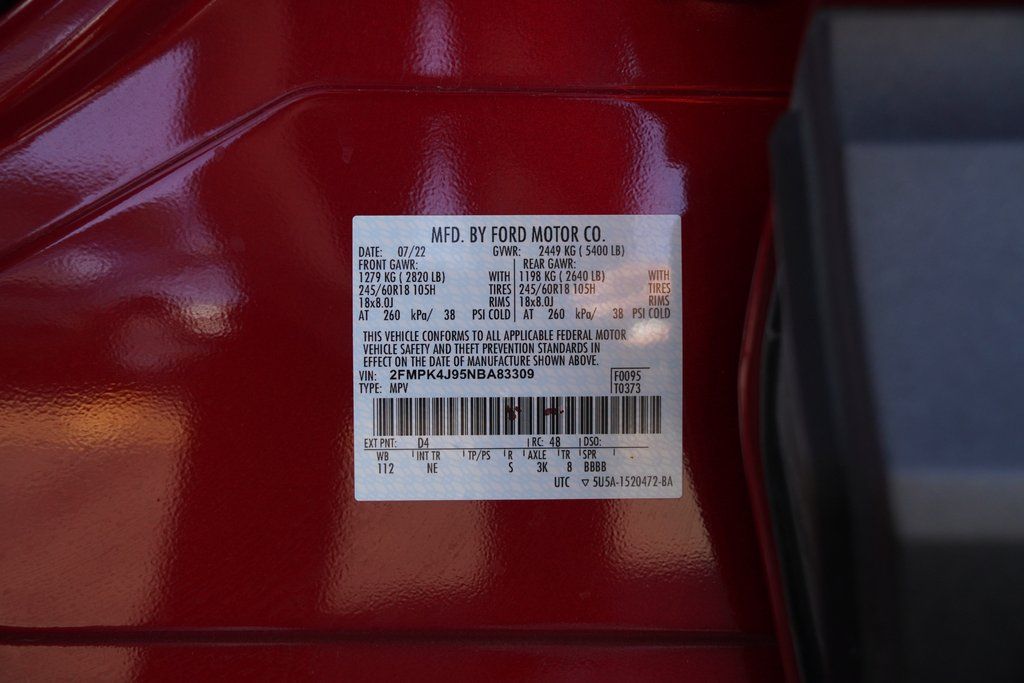 MFD. BY FORD MOTOR CO.
DATE: 07/22 GVWR: 2449 KG ( 5400 LB)
FRONT GAWR: REAR GAWR:
1279 KG ( 2820 LB) WITH 1198 KG ( 2640 LB) WITH
245/60R18 105H TIRES 245/60R18 105H TIRES
18x8.0J RIMS 18x8.0J RIMS
AT 260 kPa/ 38 PSI COLD AT 260 kPa/ 38 PSI COLD
THIS VEHICLE CONFORMS TO ALL APPLICABLE FEDERAL MOTOR
VEHICLE SAFETY AND THEFT PREVENTION STANDARDS IN
EFFECT ON THE DATE OF MANUFACTURE SHOWN ABOVE.
VIN: 2FMPK4J95NBA83309 F0095
TYPE: MPV T0373
EXT PNT: D4 RC: 48 DSO:
WB INT TR TP/PS R AXLE TR SPR
112 NE S 3K 8 BBBB
UTC ▽ 5U5A-1520472-BA